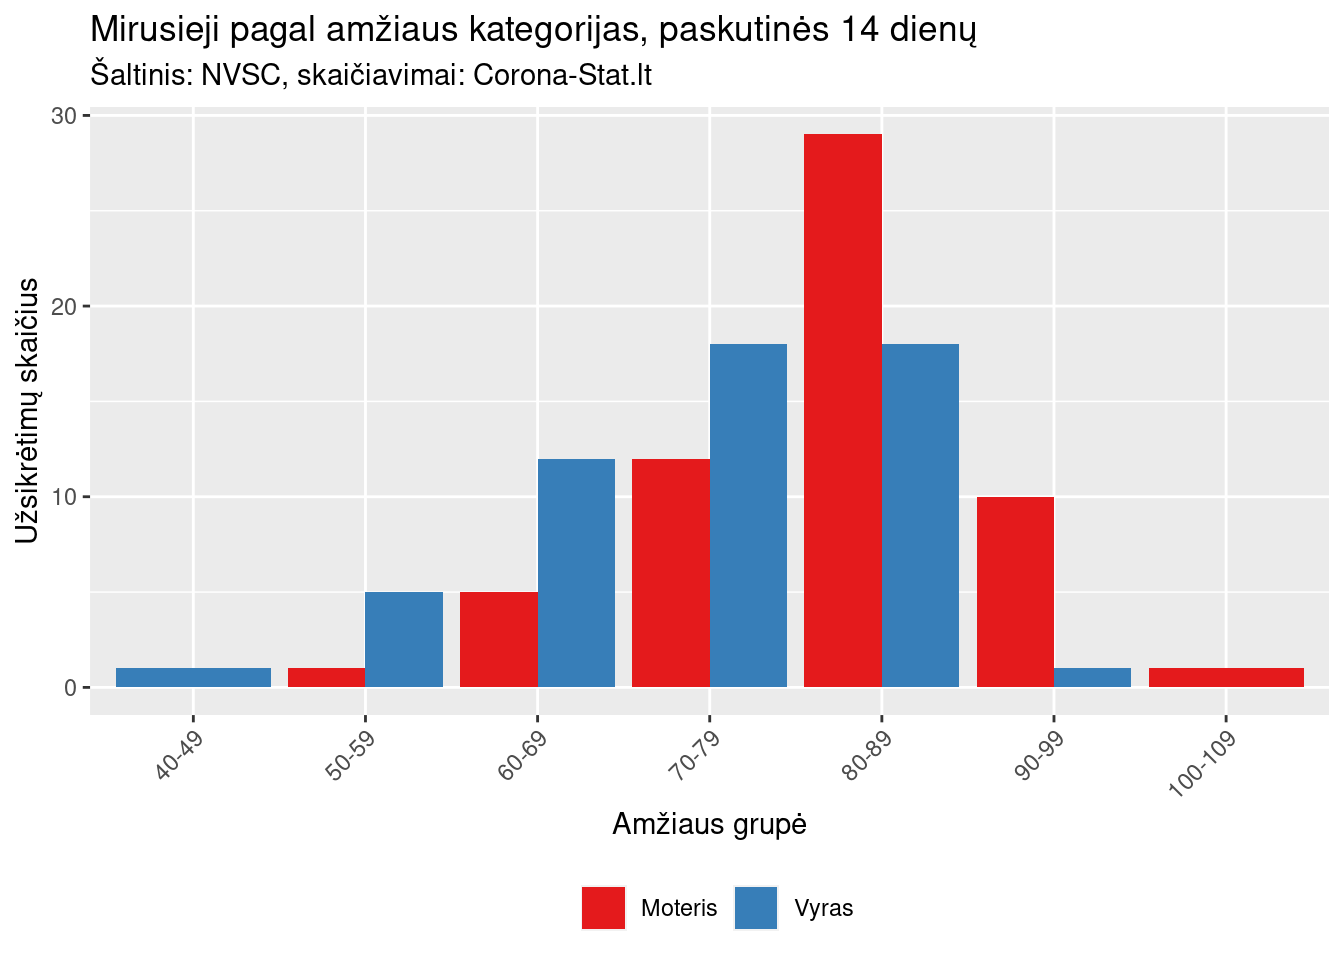 Mirusieji pagal amžiaus kategorijas, paskutinės 14 dienų
Šaltinis: NVSC, skaičiavimai: Corona-Stat.lt
Užsikrėtimų skaičius
30
20
10
0
40-49
50-59
60-69
70-79
80-89
90-99
100-109
Amžiaus grupė
Moteris
Vyras